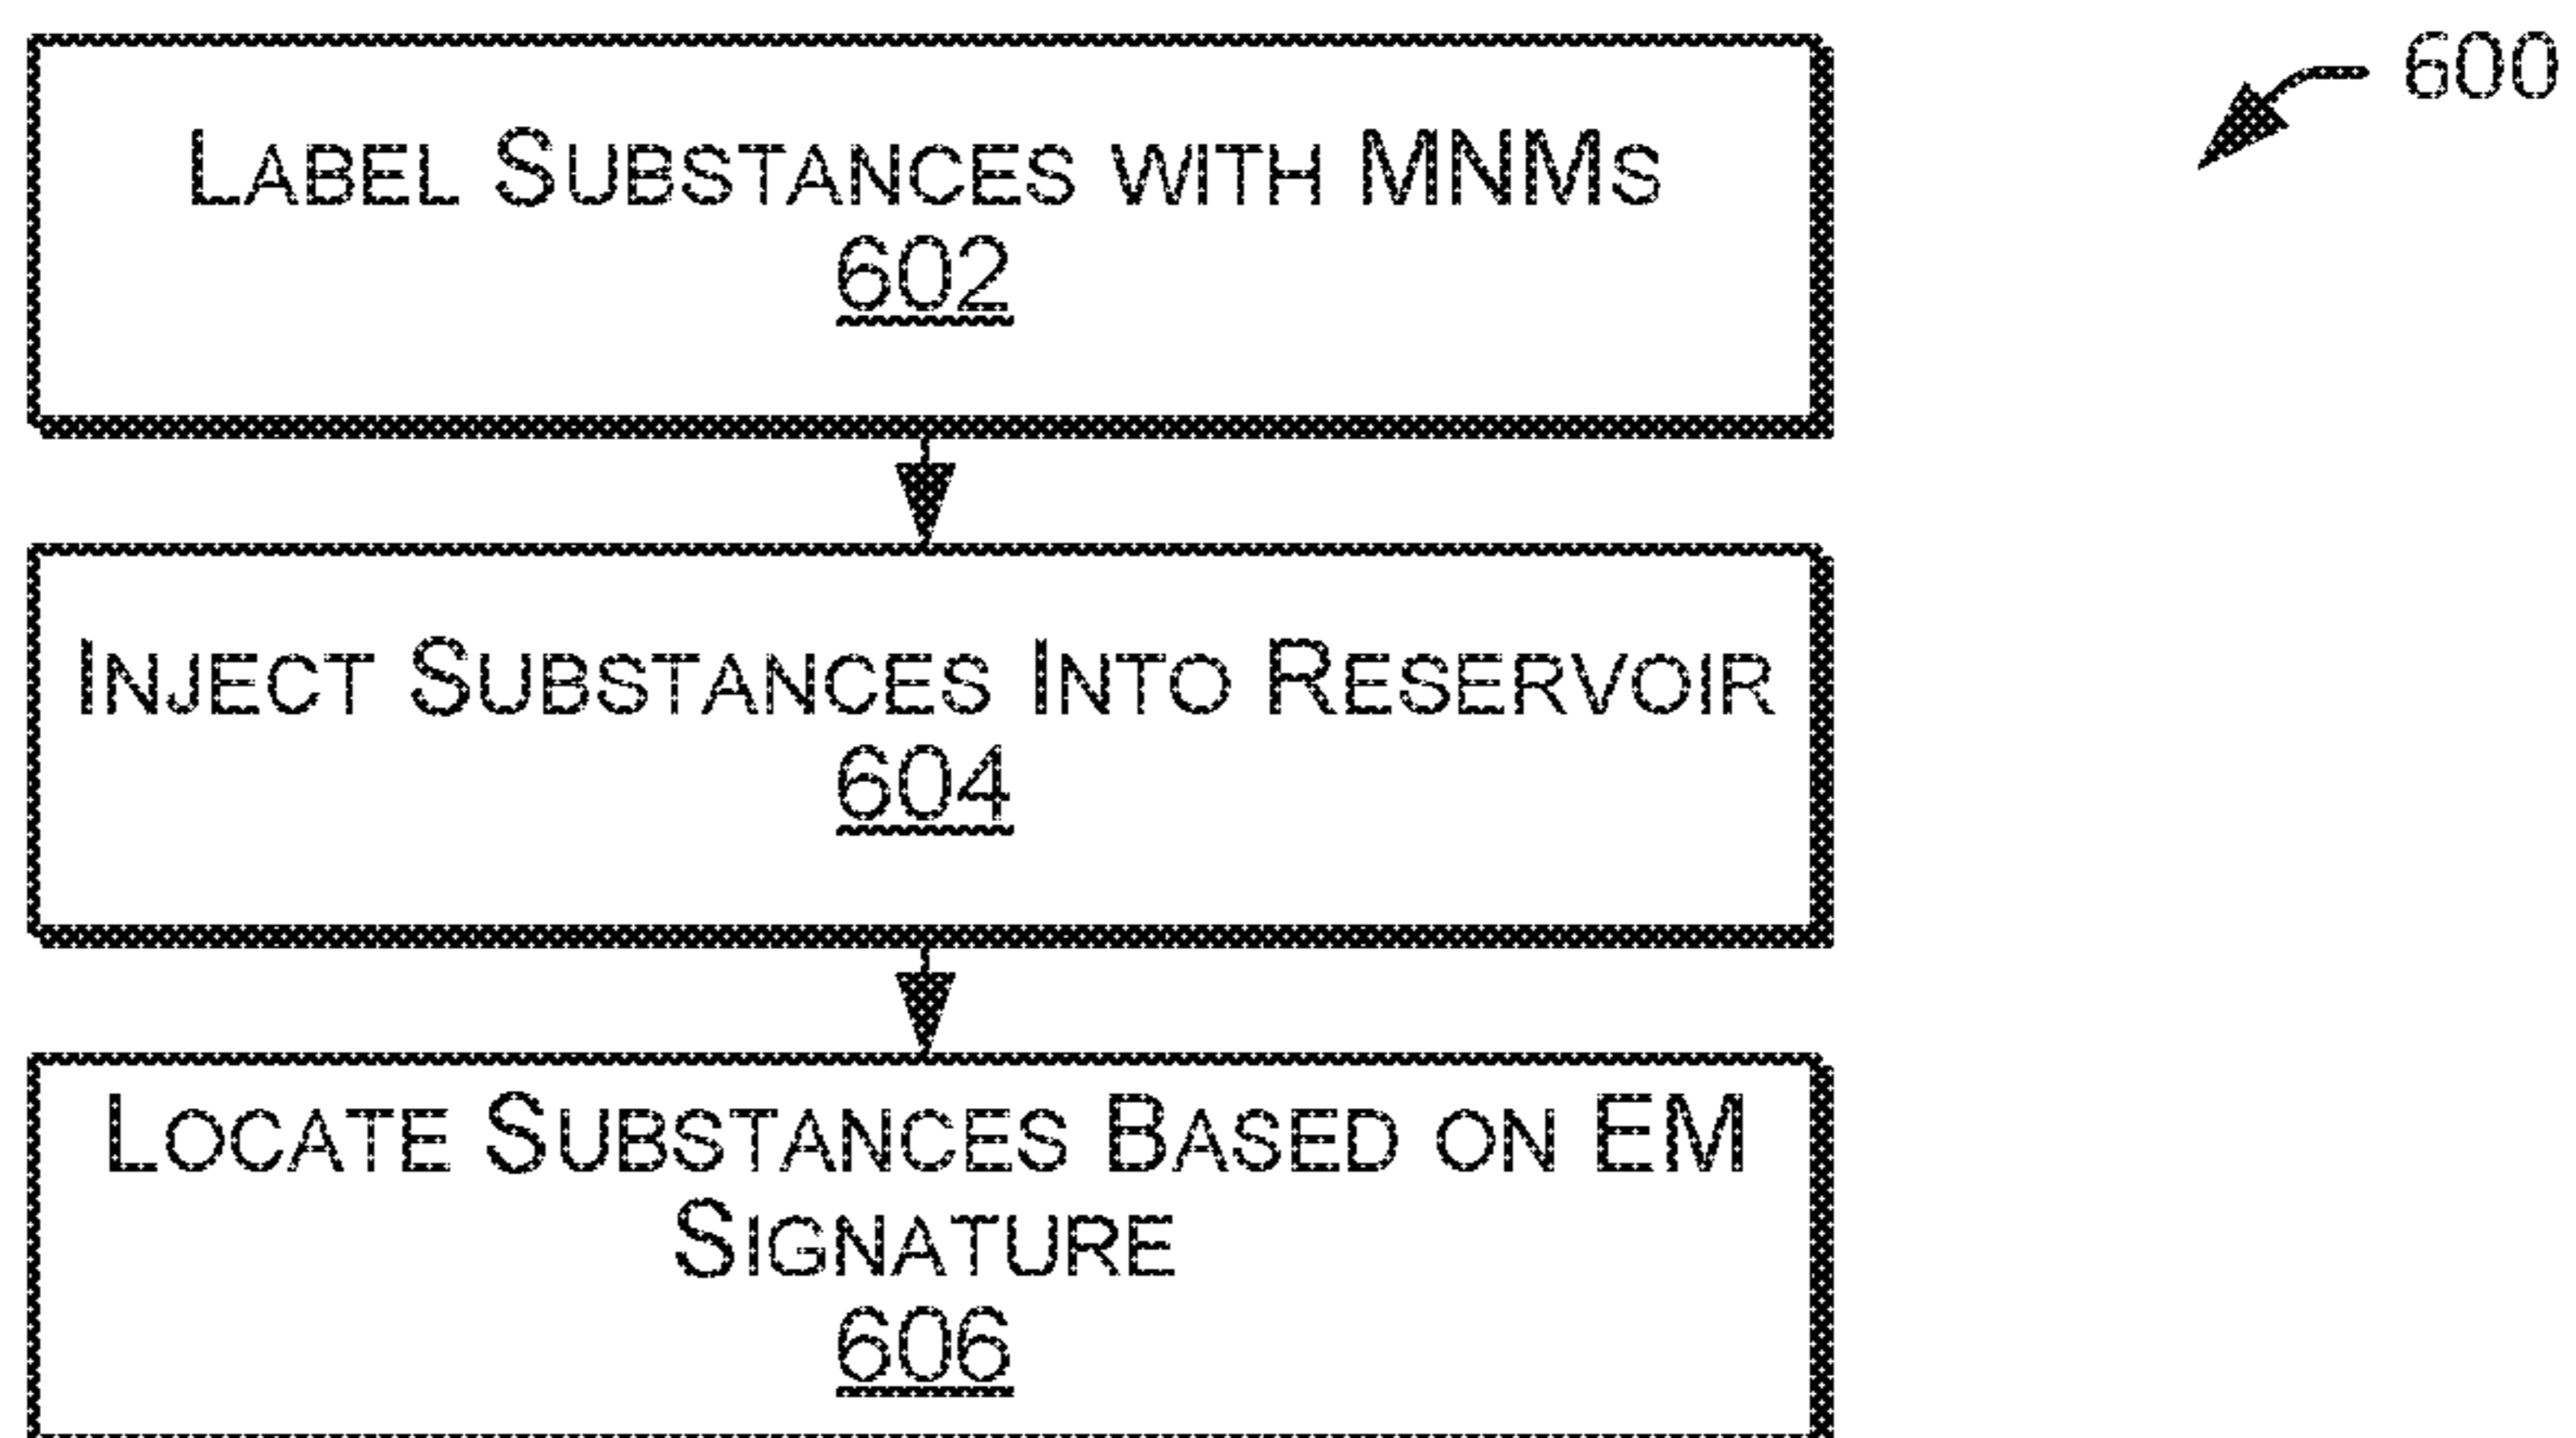 600
LABEL SUBSTANCES WITH MNMS
602
INJECT SUBSTANCES INTO RESERVOIR
604
LOCATE SUBSTANCES BASED ON EM
SIGNATURE
606